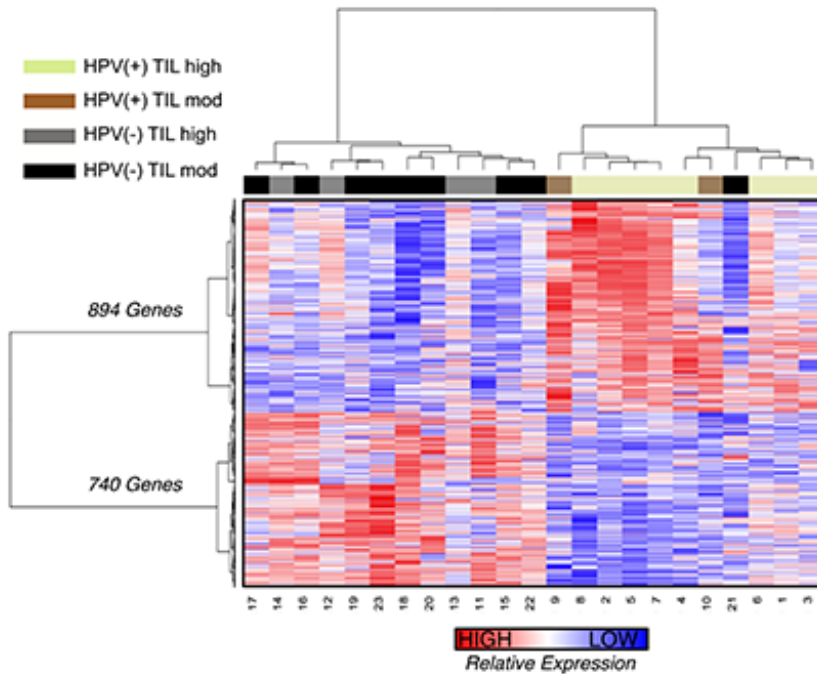 HPV(+) TIL high
HPV(+) TIL mod
HPV(-) TIL high
HPV(-) TIL mod
894 Genes
740 Genes
17 14 16 12 19 23 18 20 13 11 15 22 9 8 2 5 7 4 10 21 6 1 3
HIGH LOW
Relative Expression